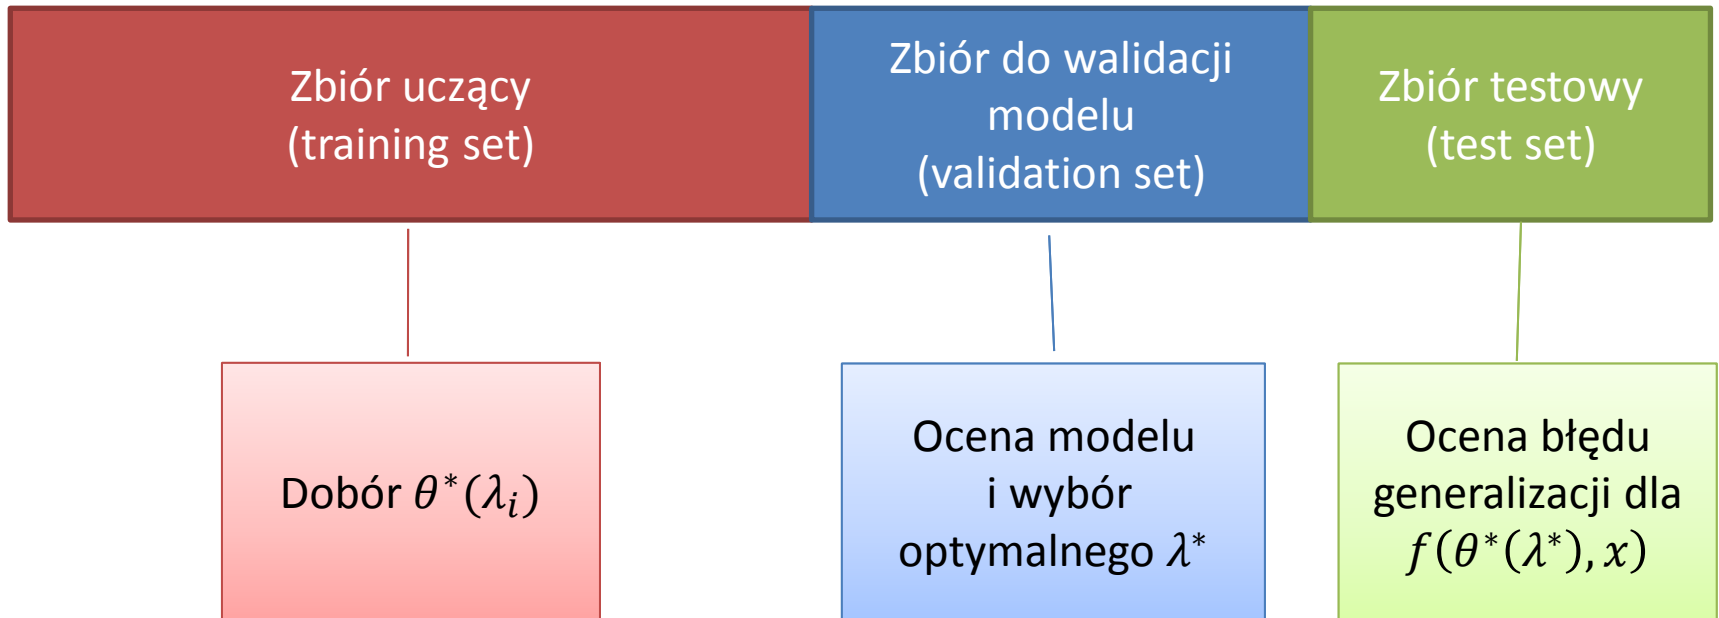 Zbiór uczący
(training set)
Zbiór do walidacji
modelu
(validation set)
Zbiór testowy
(test set)
Dobór θ*(λᵢ)
Ocena modelu
i wybór
optymalnego λ*
Ocena błędu
generalizacji dla
f(θ*(λ*), x)